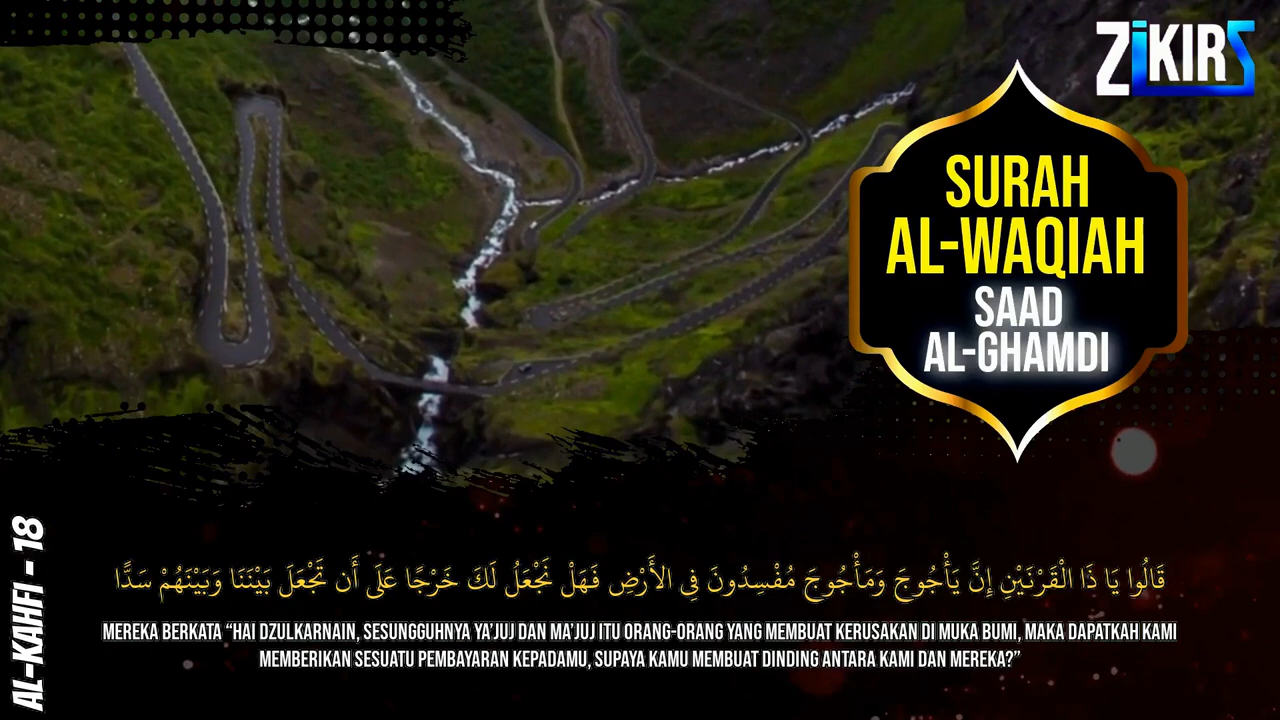 ZiKIRS
SURAH
AL-WAQIAH
SAAD
AL-GHAMDI
AL-KAHFI - 18
قَالُوا يَا ذَا الْقَرْنَيْنِ إِنَّ يَأْجُوجَ وَمَأْجُوجَ مُفْسِدُونَ فِي الأَرْضِ فَهَلْ نَجْعَلُ لَكَ خَرْجًا عَلَى أَن تَجْعَلَ بَيْنَنَا وَبَيْنَهُمْ سَدًّا
MEREKA BERKATA “HAI DZULKARNAIN, SESUNGGUHNYA YA’JUJ DAN MA’JUJ ITU ORANG-ORANG YANG MEMBUAT KERUSAKAN DI MUKA BUMI, MAKA DAPATKAH KAMI
MEMBERIKAN SESUATU PEMBAYARAN KEPADAMU, SUPAYA KAMU MEMBUAT DINDING ANTARA KAMI DAN MEREKA?”